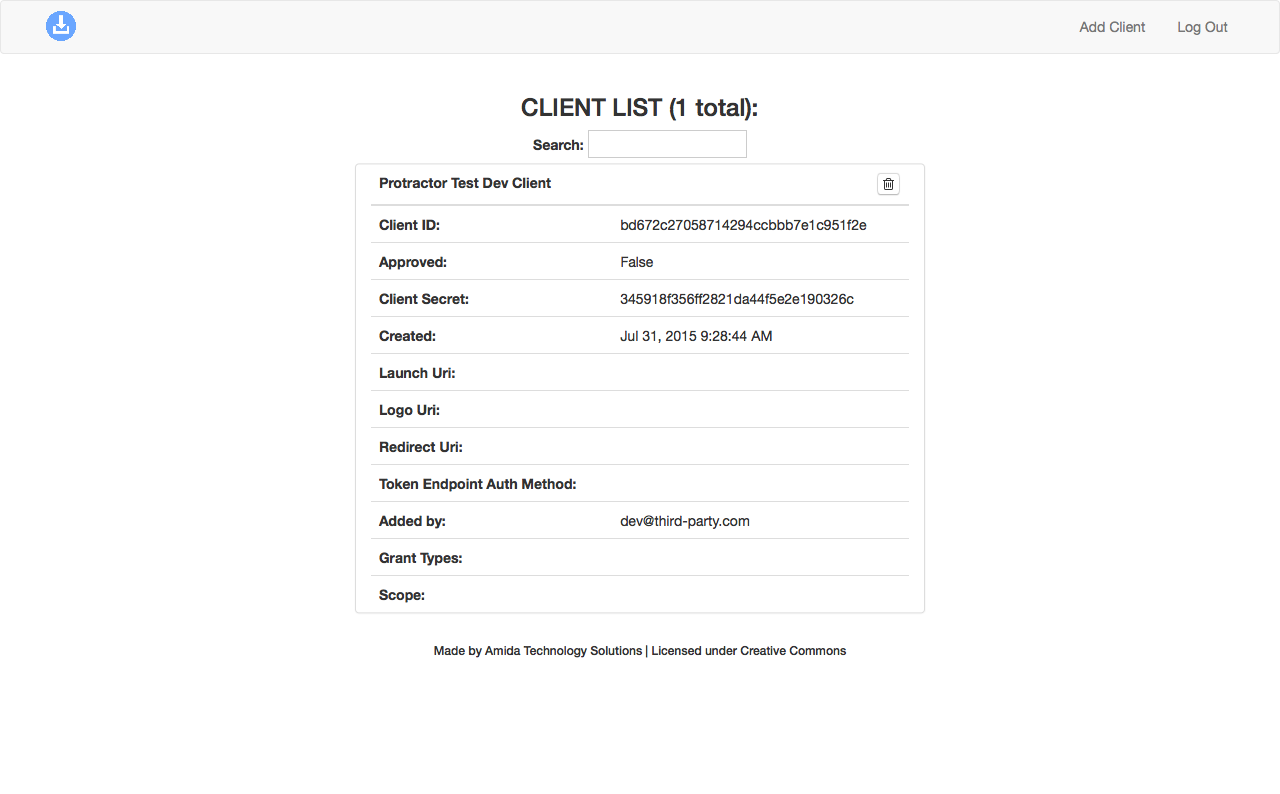 Add Client Log Out
CLIENT LIST (1 total):
Search:
Protractor Test Dev Client
Client ID: bd672c27058714294ccbbb7e1c951f2e
Approved: False
Client Secret: 345918f356ff2821da44f5e2e190326c
Created: Jul 31, 2015 9:28:44 AM
Launch Uri:
Logo Uri:
Redirect Uri:
Token Endpoint Auth Method:
Added by: dev@third-party.com
Grant Types:
Scope:
Made by Amida Technology Solutions | Licensed under Creative Commons